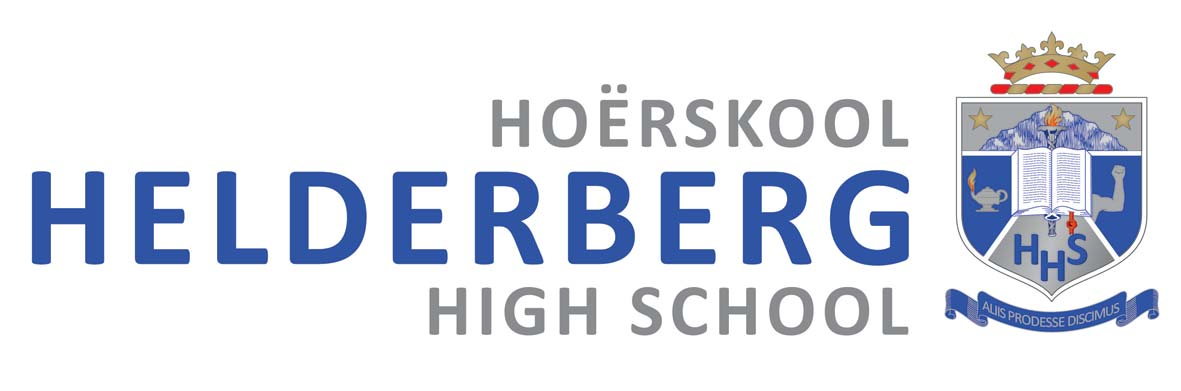 HOËRSKOOL
HELDERBERG
HIGH SCHOOL
HHS
ALIIS PRODESSE DISCIMUS